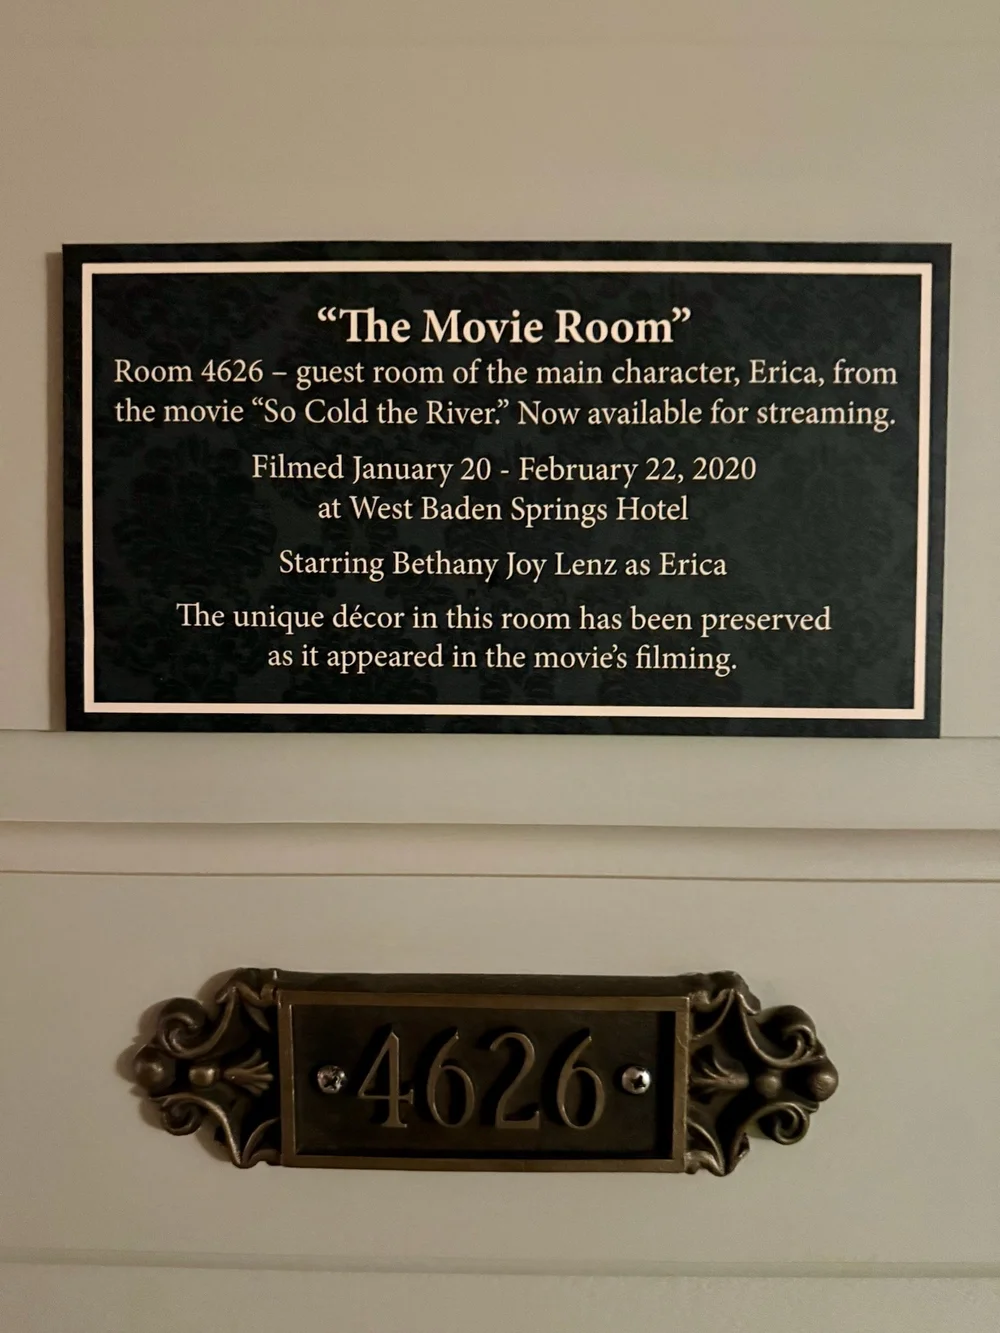 “The Movie Room”
Room 4626 – guest room of the main character, Erica, from
the movie “So Cold the River.” Now available for streaming.
Filmed January 20 - February 22, 2020
at West Baden Springs Hotel
Starring Bethany Joy Lenz as Erica
The unique décor in this room has been preserved
as it appeared in the movie’s filming.
4626